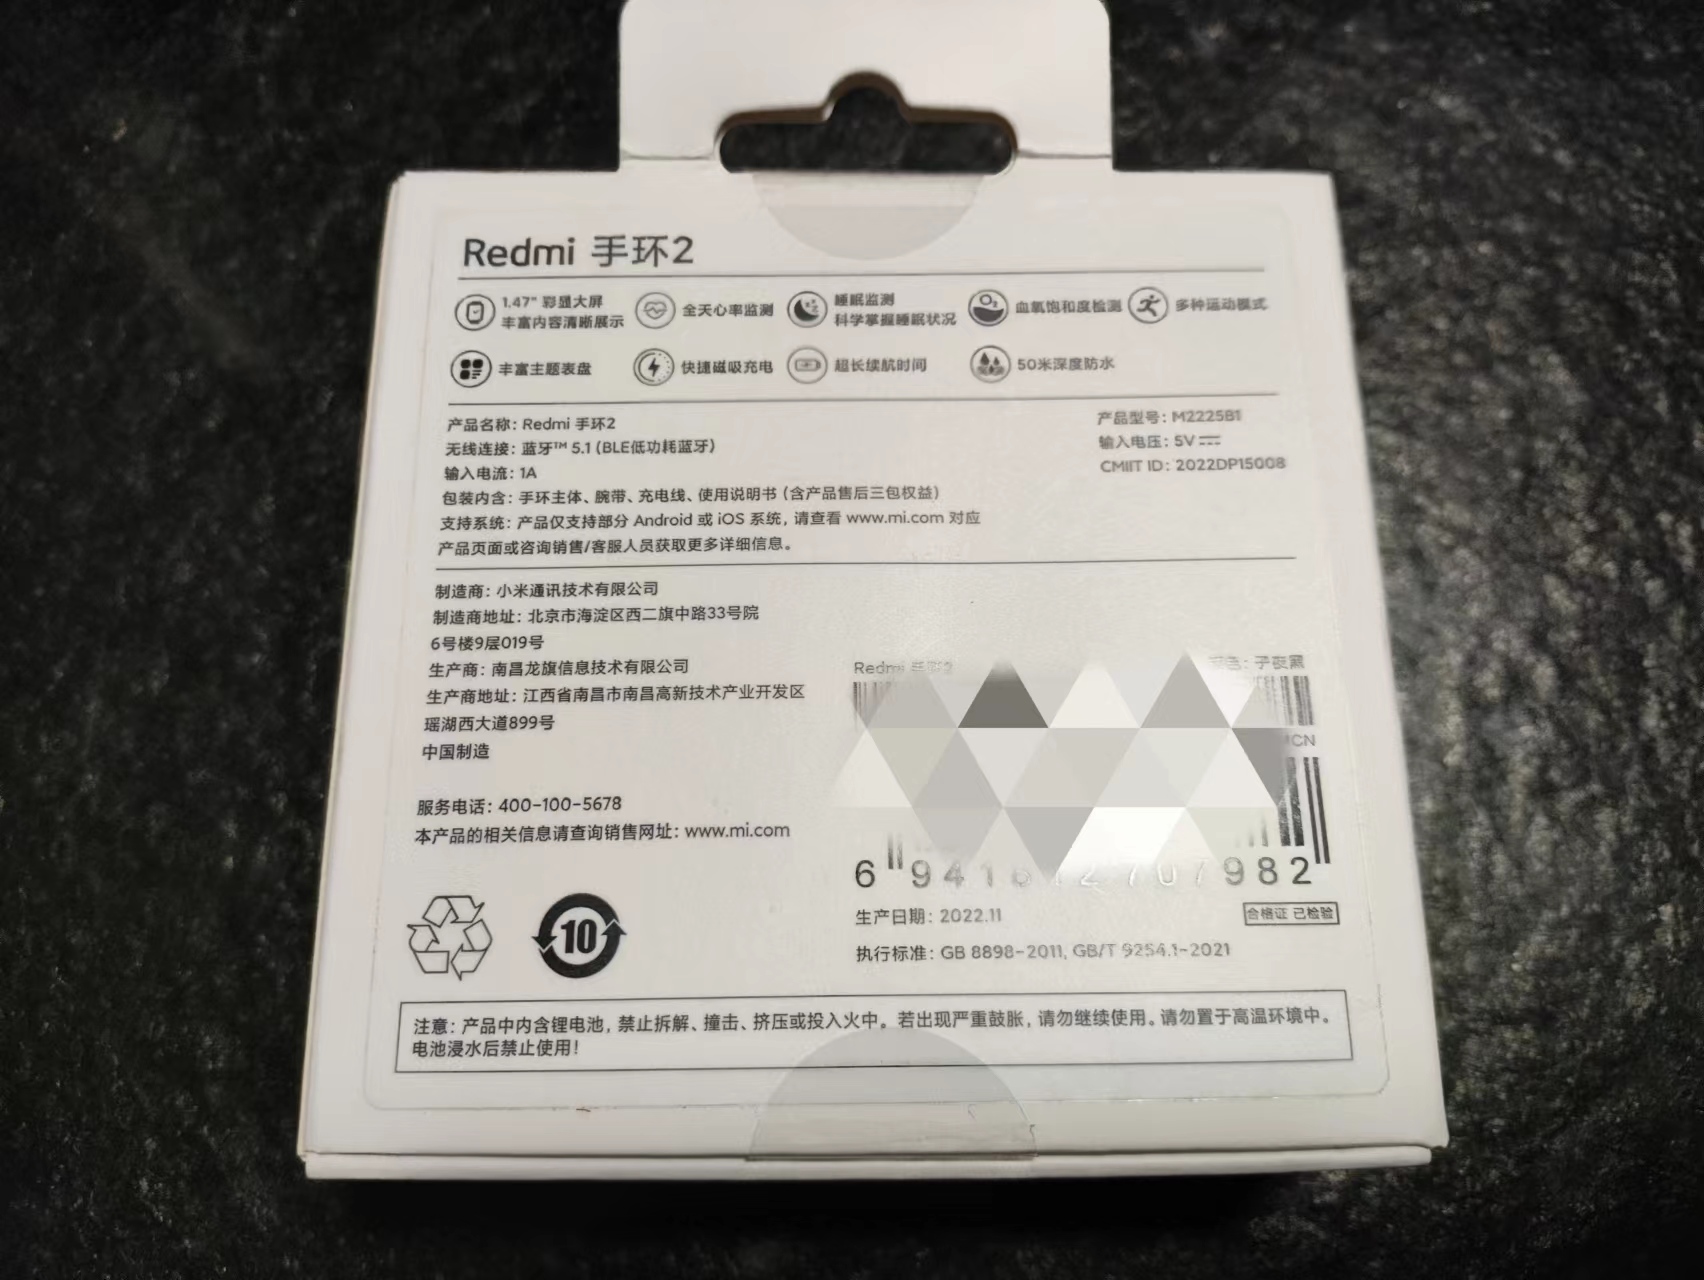 Redmi 手环2
1.47" 彩显大屏
丰富内容清晰展示
全天心率监测
睡眠监测
科学掌握睡眠状况
O₂
血氧饱和度检测
多种运动模式
丰富主题表盘
快捷磁吸充电
超长续航时间
50米深度防水
产品名称: Redmi 手环2
无线连接: 蓝牙™ 5.1 (BLE低功耗蓝牙)
输入电流: 1A
包装内含: 手环主体、腕带、充电线、使用说明书 (含产品售后三包权益)
支持系统: 产品仅支持部分 Android 或 iOS 系统, 请查看 www.mi.com 对应
产品页面或咨询销售/客服人员获取更多详细信息。
产品型号: M2225B1
输入电压: 5V
CMIIT ID: 2022DP15008
制造商: 小米通讯技术有限公司
制造商地址: 北京市海淀区西二旗中路33号院
6号楼9层019号
生产商: 南昌龙旗信息技术有限公司
生产商地址: 江西省南昌市南昌高新技术产业开发区
瑶湖西大道899号
中国制造
服务电话: 400-100-5678
本产品的相关信息请查询销售网址: www.mi.com
10
Redmi 手环2
色: 子夜黑
CN
生产日期: 2022.11
合格证 已检验
执行标准: GB 8898-2011, GB/T 9254.1-2021
注意: 产品中内含锂电池, 禁止拆解、撞击、挤压或投入火中。若出现严重鼓胀, 请勿继续使用。请勿置于高温环境中。
电池浸水后禁止使用!